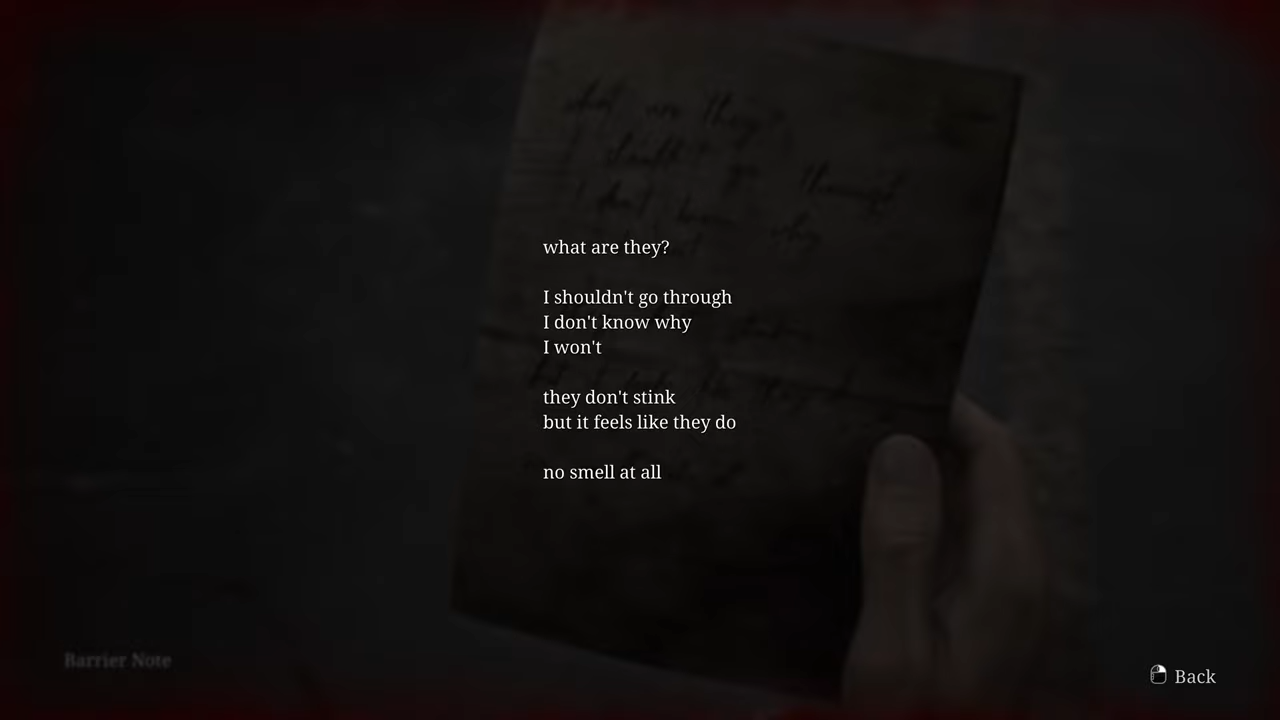 what are they?
I shouldn't go through
I don't know why
I won't
they don't stink
but it feels like they do
no smell at all
Barrier Note
Back